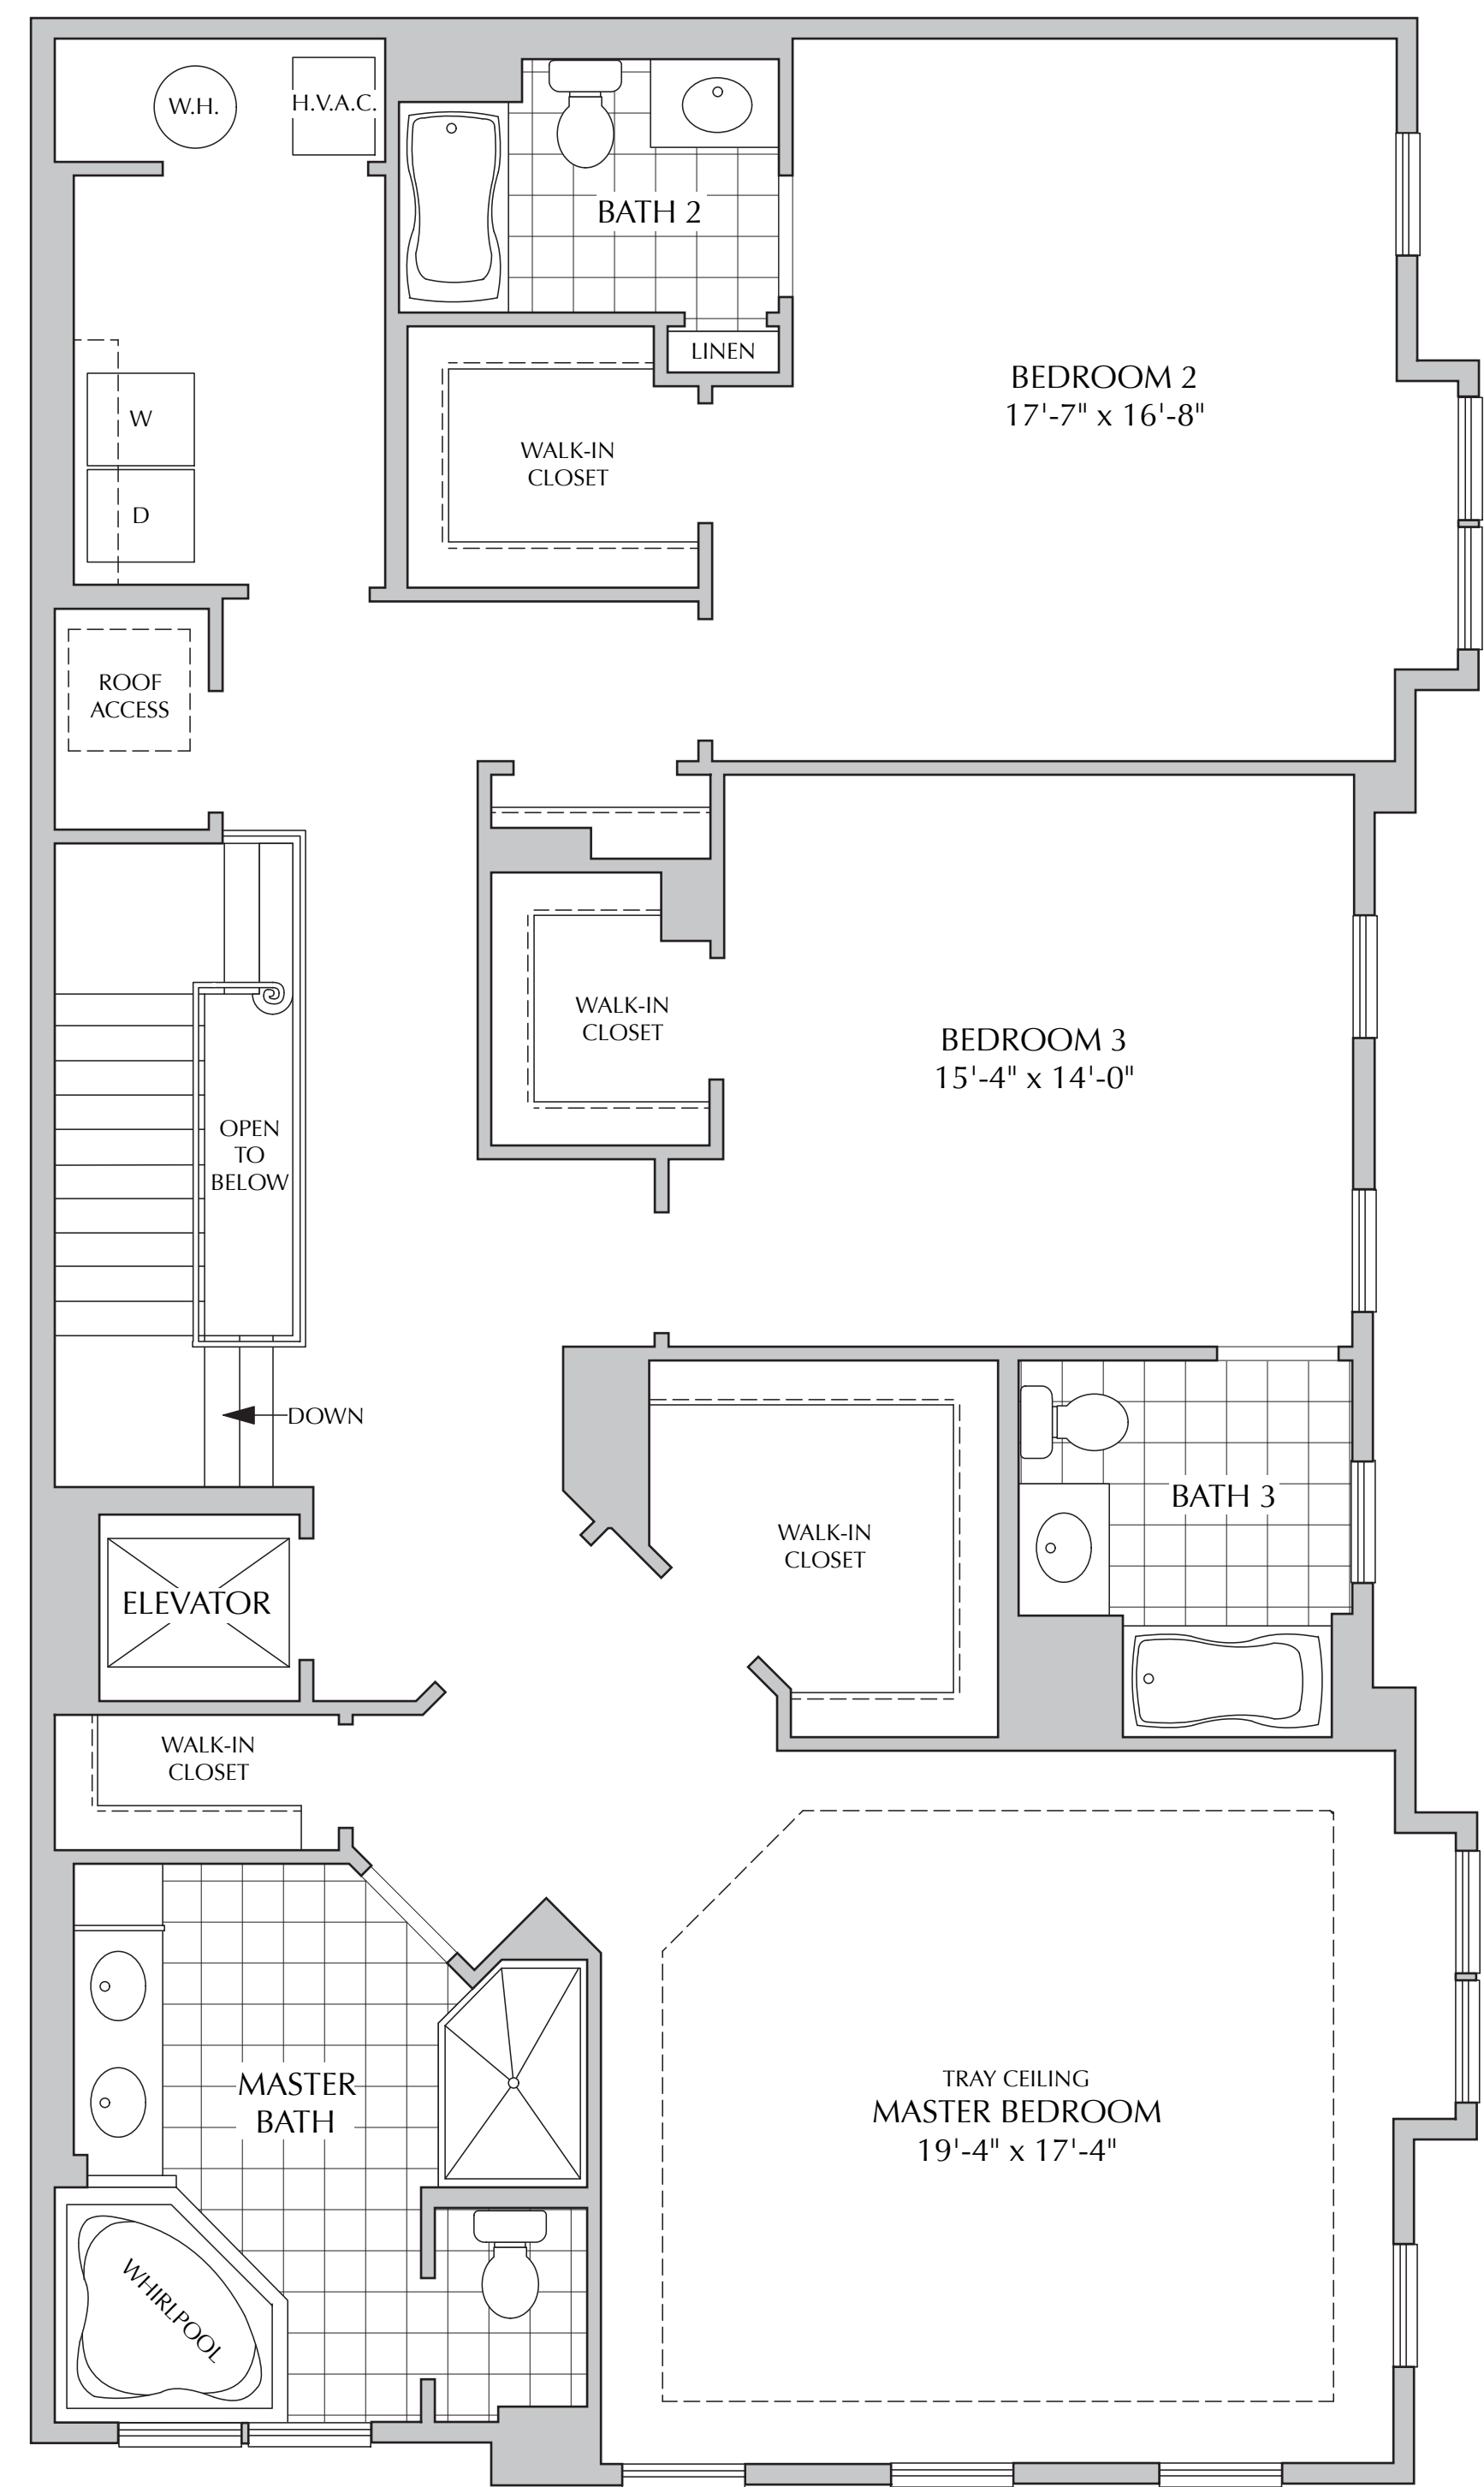 W.H.
H.V.A.C.
BATH 2
LINEN
BEDROOM 2
17'-7" x 16'-8"
W
WALK-IN
CLOSET
D
ROOF
ACCESS
WALK-IN
CLOSET
BEDROOM 3
15'-4" x 14'-0"
OPEN
TO
BELOW
DOWN
BATH 3
WALK-IN
CLOSET
ELEVATOR
WALK-IN
CLOSET
TRAY CEILING
MASTER BEDROOM
19'-4" x 17'-4"
MASTER
BATH
WHIRLPOOL